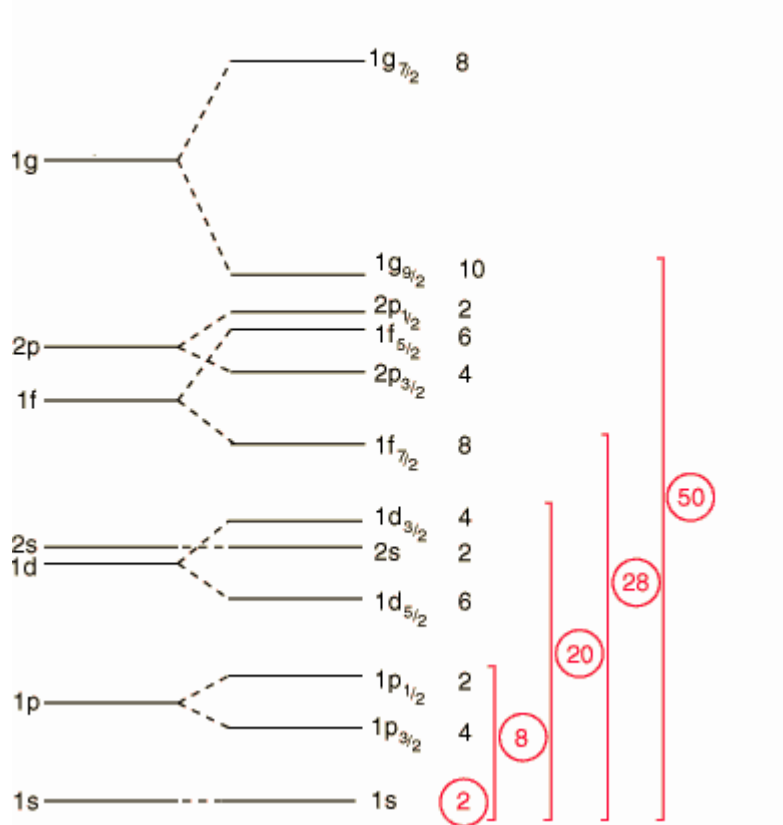 1g₇/₂ 8
1g
1g₉/₂ 10
2p₁/₂ 2
1f₅/₂ 6
2p
2p₃/₂ 4
1f
1f₇/₂ 8
50
1d₃/₂ 4
2s 2s 2
1d
28
1d₅/₂ 6
20
1p₁/₂ 2
1p
1p₃/₂ 4
8
1s 1s 2